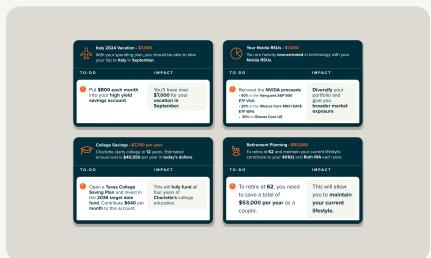 Italy 2024 Vacation - $7,000
With your spending plan, you should be able to
take your trip to Italy in September.
TO-DO IMPACT
Put $800 each month
into your high yield
savings account.
You'll have over
$7,000 for your
vacation in
September.
Your Nvidia RSUs - $7,000
You are heavily concentrated in technology with your
Nvidia RSUs.
TO-DO IMPACT
Reinvest the NVIDA proceeds
- 50% in the Vanguard S&P 500
ETF VOO
- 20% in the iShares Core MSCI EAFE
ETF IEFA
- 30% in iShares Core US
Diversify your
portfolio and
give you
broader market
exposure.
College Savings - $7,700 per year
Charlotte starts college in 12 years. Estimated
annual cost is $40,550 per year in today's dollars.
TO-DO IMPACT
Open a Texas College
Saving Plan and invest in
the 2036 target date
fund. Contribute $640 per
month to this account.
This will fully fund all
four years of
Charlotte's college
education.
Retirement Planning - $53,000
To retire at 62 and maintain your current lifestyle,
contribute to your 401(k) and Roth IRA each year.
TO-DO IMPACT
To retire at 62, you need
to save a total of
$53,000 per year as a
couple.
This will allow
you to maintain
your current
lifestyle.